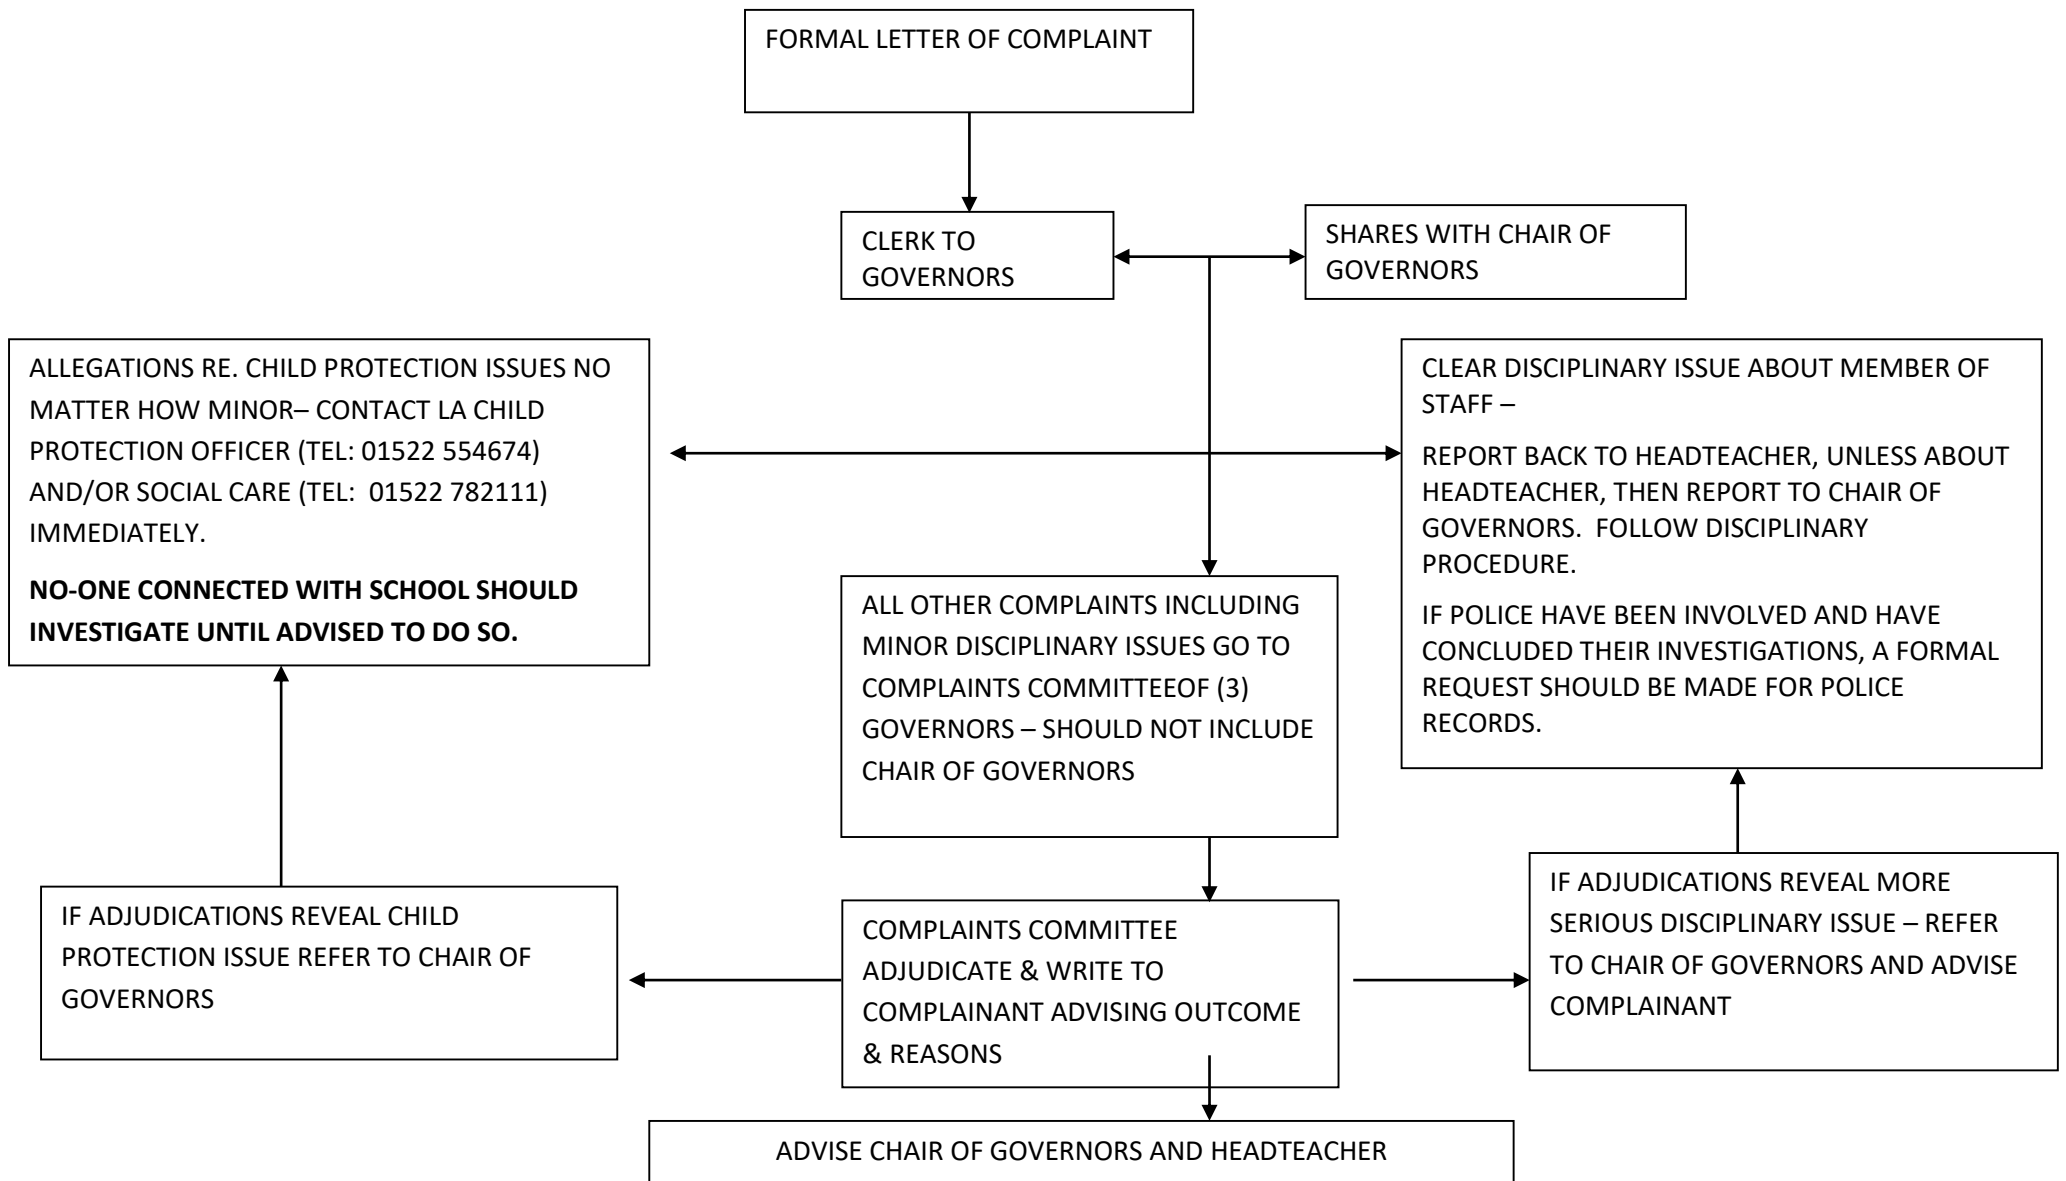 FORMAL LETTER OF COMPLAINT
CLERK TO
GOVERNORS
SHARES WITH CHAIR OF
GOVERNORS
ALLEGATIONS RE. CHILD PROTECTION ISSUES NO
MATTER HOW MINOR– CONTACT LA CHILD
PROTECTION OFFICER (TEL: 01522 554674)
AND/OR SOCIAL CARE (TEL:  01522 782111)
IMMEDIATELY.
NO-ONE CONNECTED WITH SCHOOL SHOULD
INVESTIGATE UNTIL ADVISED TO DO SO.
CLEAR DISCIPLINARY ISSUE ABOUT MEMBER OF
STAFF –
REPORT BACK TO HEADTEACHER, UNLESS ABOUT
HEADTEACHER, THEN REPORT TO CHAIR OF
GOVERNORS.  FOLLOW DISCIPLINARY
PROCEDURE.
IF POLICE HAVE BEEN INVOLVED AND HAVE
CONCLUDED THEIR INVESTIGATIONS, A FORMAL
REQUEST SHOULD BE MADE FOR POLICE
RECORDS.
ALL OTHER COMPLAINTS INCLUDING
MINOR DISCIPLINARY ISSUES GO TO
COMPLAINTS COMMITTEEOF (3)
GOVERNORS – SHOULD NOT INCLUDE
CHAIR OF GOVERNORS
IF ADJUDICATIONS REVEAL CHILD
PROTECTION ISSUE REFER TO CHAIR OF
GOVERNORS
COMPLAINTS COMMITTEE
ADJUDICATE & WRITE TO
COMPLAINANT ADVISING OUTCOME
& REASONS
IF ADJUDICATIONS REVEAL MORE
SERIOUS DISCIPLINARY ISSUE – REFER
TO CHAIR OF GOVERNORS AND ADVISE
COMPLAINANT
ADVISE CHAIR OF GOVERNORS AND HEADTEACHER